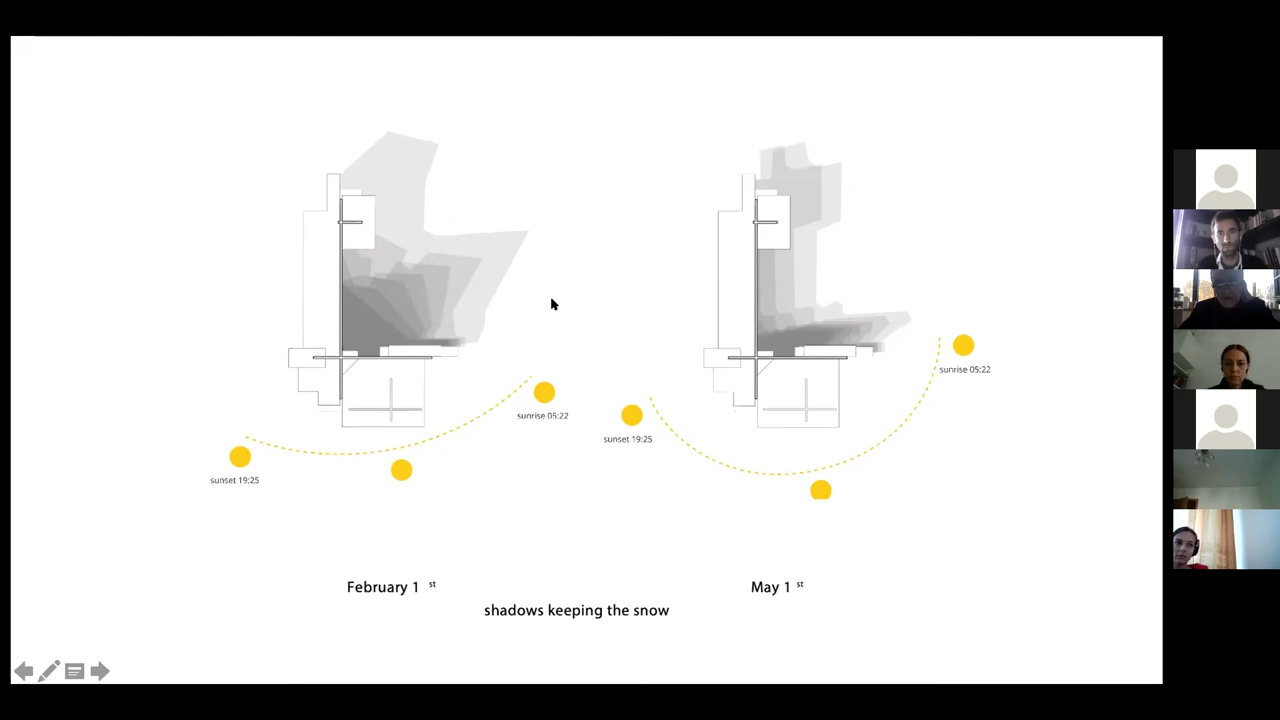 sunrise 05:22
sunset 19:25
sunrise 05:22
sunset 19:25
February 1 st
May 1 st
shadows keeping the snow